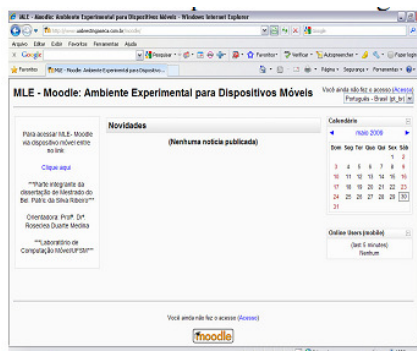 MLE - Moodle: Ambiente Experimental para Dispositivos Móveis - Windows Internet Explorer
Arquivo Editar Exibir Favoritos Ferramentas Ajuda
Google
Favoritos
Página Segurança Ferramentas
MLE - Moodle: Ambiente Experimental para Dispositivos Móveis
Você ainda não fez o acesso (Acesso)
Português - Brasil (pt_br)
Para acessar MLE- Moodle
via dispositivo móvel entre
no link:
Clique aqui
***Parte integrante da
dissertação de Mestrado do
Bel. Patric da Silva Ribeiro***
Orientadora: Profª. Drª.
Roseclea Duarte Medina
***Laboratório de
Computação Móvel/UFSM***
Novidades
(Nenhuma notícia publicada)
Calendário
maio 2009
Dom Seg Ter Qua Qui Sex Sáb
1 2
3 4 5 6 7 8 9
10 11 12 13 14 15 16
17 18 19 20 21 22 23
24 25 26 27 28 29 30
31
Online Users (mobile)
(last 5 minutes)
Nenhum
Você ainda não fez o acesso (Acesso)
moodle